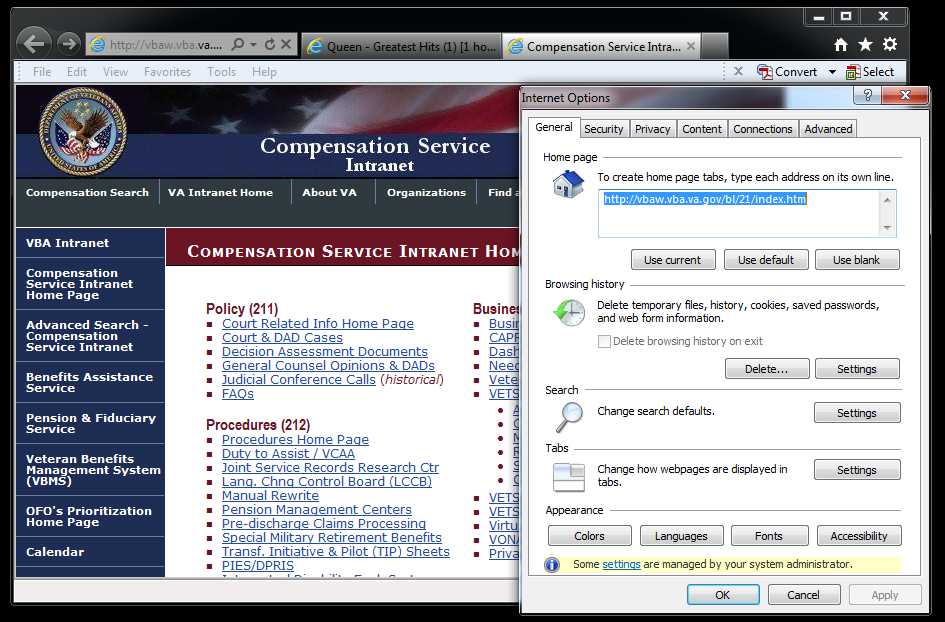 http://vbaw.vba.va....
Queen - Greatest Hits (1) [1 ho...
Compensation Service Intra...
File Edit View Favorites Tools Help
Convert
Select
Compensation Service
Intranet
Compensation Search
VA Intranet Home
About VA
Organizations
Find a
VBA Intranet
Compensation
Service Intranet
Home Page
Advanced Search -
Compensation
Service Intranet
Benefits Assistance
Service
Pension & Fiduciary
Service
Veteran Benefits
Management System
(VBMS)
OFO's Prioritization
Home Page
Calendar
Compensation Service Intranet Hom
Policy (211)
Court Related Info Home Page
Court & DAD Cases
Decision Assessment Documents
General Counsel Opinions & DADs
Judicial Conference Calls (historical)
FAQs
Procedures (212)
Procedures Home Page
Duty to Assist / VCAA
Joint Service Records Research Ctr
Lang. Chng Control Board (LCCB)
Manual Rewrite
Pension Management Centers
Pre-discharge Claims Processing
Special Military Retirement Benefits
Transf. Initiative & Pilot (TIP) Sheets
PIES/DPRIS
Busines
Busin
CAPR
Dash
Need
Vete
VETS
VETS
VETS
Virtu
VONA
Priva
Internet Options
General Security Privacy Content Connections Advanced
Home page
To create home page tabs, type each address on its own line.
http://vbaw.vba.va.gov/bl/21/index.htm
Use current
Use default
Use blank
Browsing history
Delete temporary files, history, cookies, saved passwords,
and web form information.
Delete browsing history on exit
Delete...
Settings
Search
Change search defaults.
Settings
Tabs
Change how webpages are displayed in
tabs.
Settings
Appearance
Colors
Languages
Fonts
Accessibility
Some settings are managed by your system administrator.
OK
Cancel
Apply